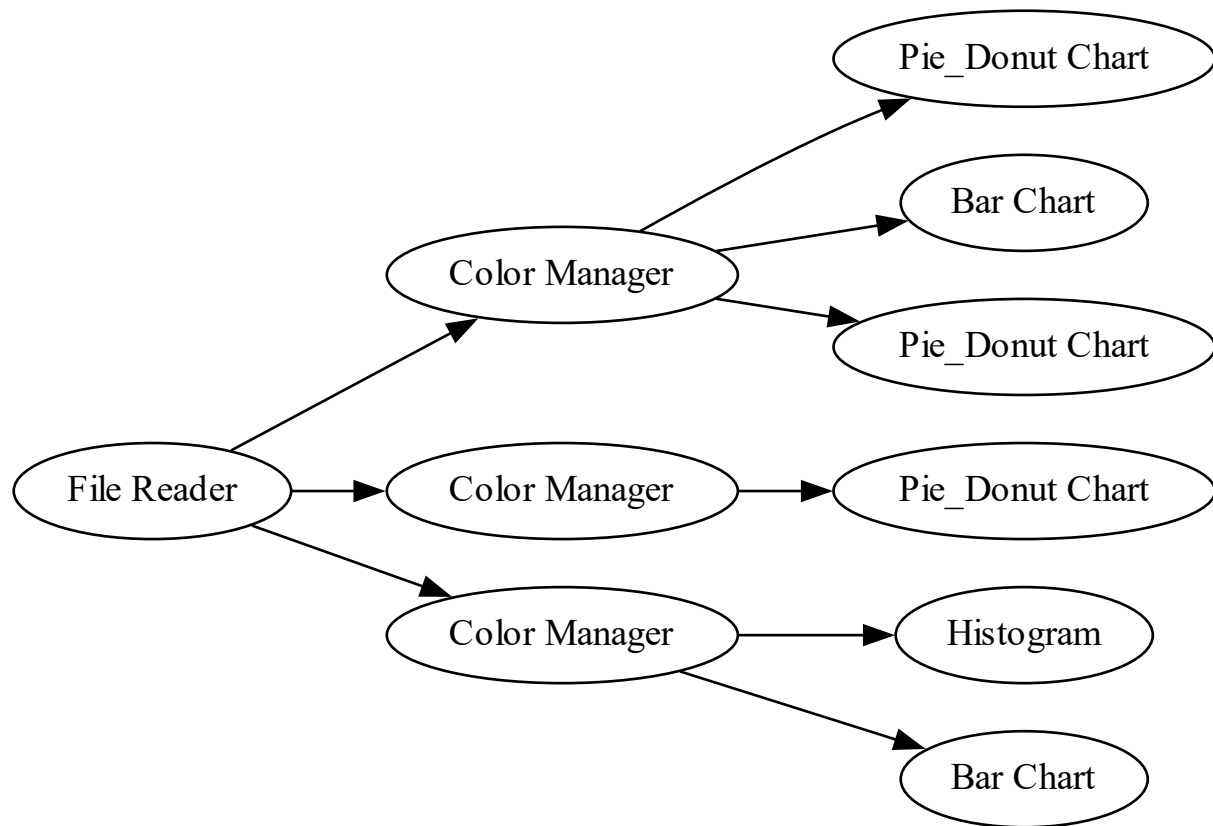 Pie_Donut Chart
Bar Chart
Color Manager
Pie_Donut Chart
File Reader
Color Manager
Pie_Donut Chart
Color Manager
Histogram
Bar Chart